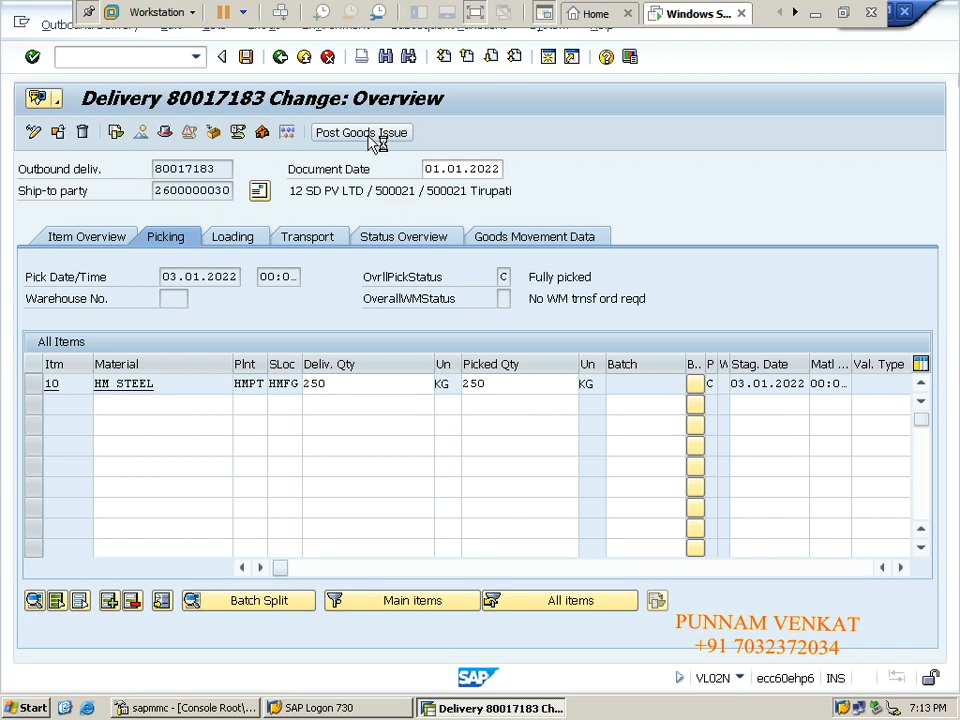 Workstation
Home
Windows S...
Delivery 80017183 Change: Overview
Post Goods Issue
Outbound deliv. 80017183 Document Date 01.01.2022
Ship-to party 2600000030 12 SD PV LTD / 500021 / 500021 Tirupati
Item Overview Picking Loading Transport Status Overview Goods Movement Data
Pick Date/Time 03.01.2022 00:0... OvrllPickStatus C Fully picked
Warehouse No. OverallWMStatus No WM trnsf ord reqd
All Items
Itm Material Plnt SLoc Deliv. Qty Un Picked Qty Un Batch B.. P W Stag. Date Matl ... Val. Type
10 HM STEEL HMPT HMFG 250 KG 250 KG C 03.01.2022 00:0...
Batch Split Main items All items
PUNNAM VENKAT
+91 7032372034
SAP
VL02N ecc60ehp6 INS
Start sapmmc - [Console Root\... SAP Logon 730 Delivery 80017183 Ch... 7:13 PM